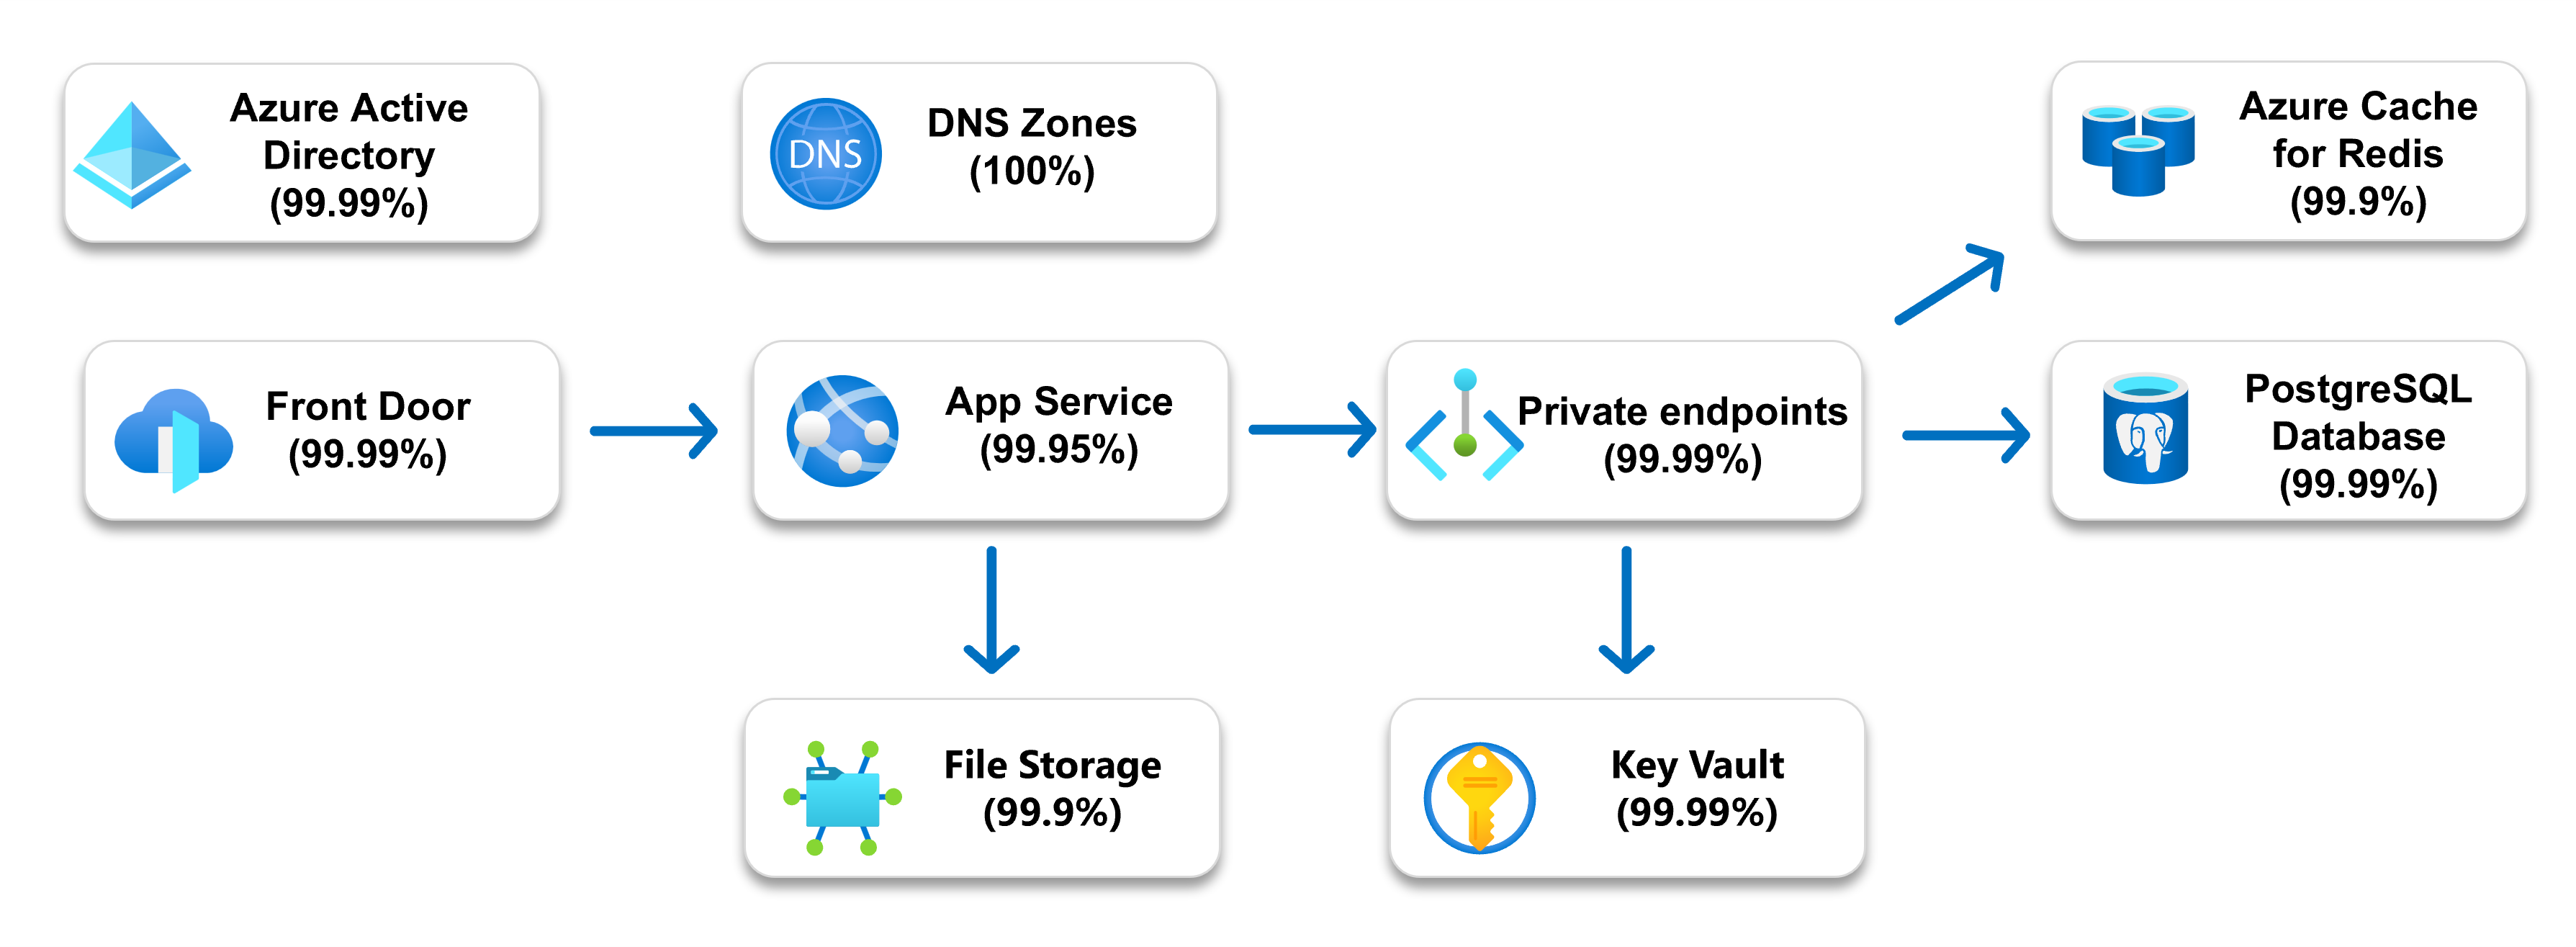 Azure Active
Directory
(99.99%)
DNS
DNS Zones
(100%)
Azure Cache
for Redis
(99.9%)
Front Door
(99.99%)
App Service
(99.95%)
Private endpoints
(99.99%)
PostgreSQL
Database
(99.99%)
File Storage
(99.9%)
Key Vault
(99.99%)